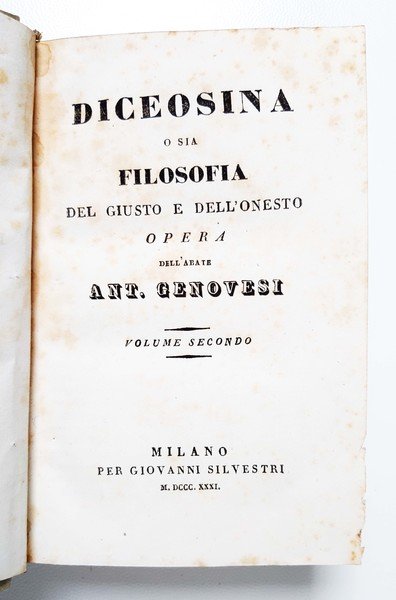 DICEOSINA
O SIA
FILOSOFIA
DEL GIUSTO E DELL'ONESTO
OPERA
DELL'ABATE
ANT. GENOVESI
VOLUME SECONDO
MILANO
PER GIOVANNI SILVESTRI
M. DCCC. XXXI.